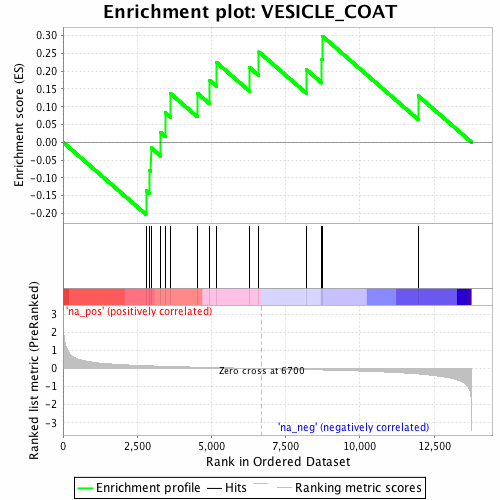 Enrichment plot: VESICLE_COAT
Enrichment score (ES)
0.30
0.25
0.20
0.15
0.10
0.05
0.00
-0.05
-0.10
-0.15
-0.20
'na_pos' (positively correlated)
Ranked list metric (PreRanked)
3
2
1
0
-1
-2
-3
Zero cross at 6700
'na_neg' (negatively correlated)
0 2,500 5,000 7,500 10,000 12,500
Rank in Ordered Dataset
Enrichment profile Hits Ranking metric scores